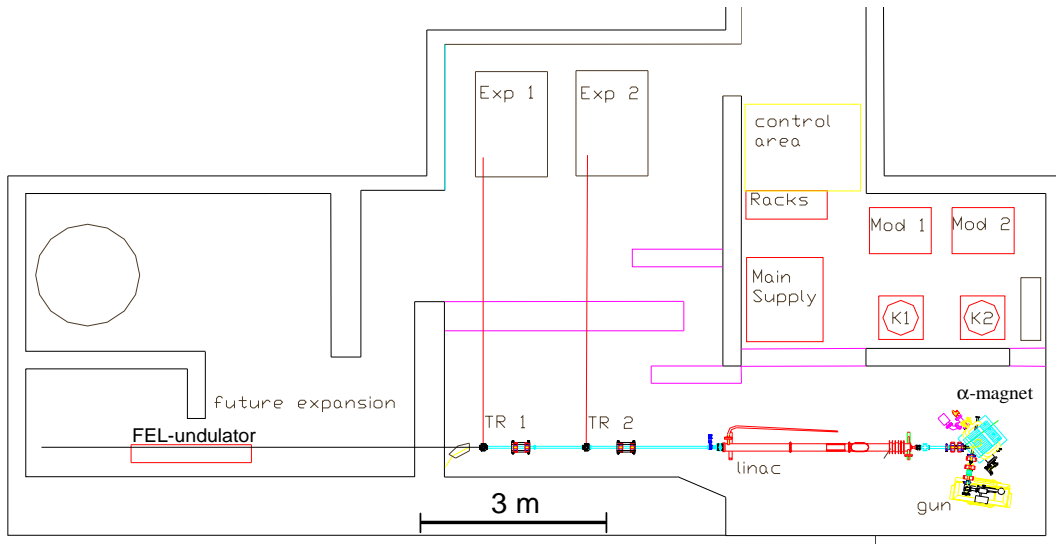 Exp 1
Exp 2
control
area
Racks
Mod 1
Mod 2
Main
Supply
K1
K2
α-magnet
future expansion
TR 1
TR 2
FEL-undulator
linac
gun
3 m